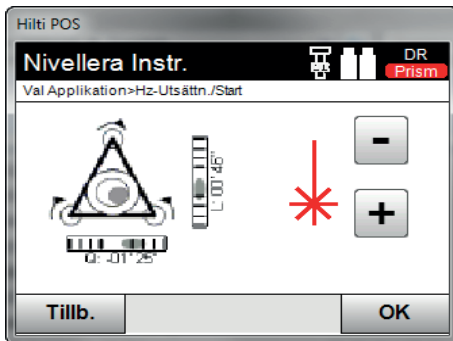 Hilti POS
Nivellera Instr.
DR
Prism
Val Applikation>Hz-Utsättn./Start
L: 00' 46"
Q: -01' 25"
-
+
Tillb.
OK